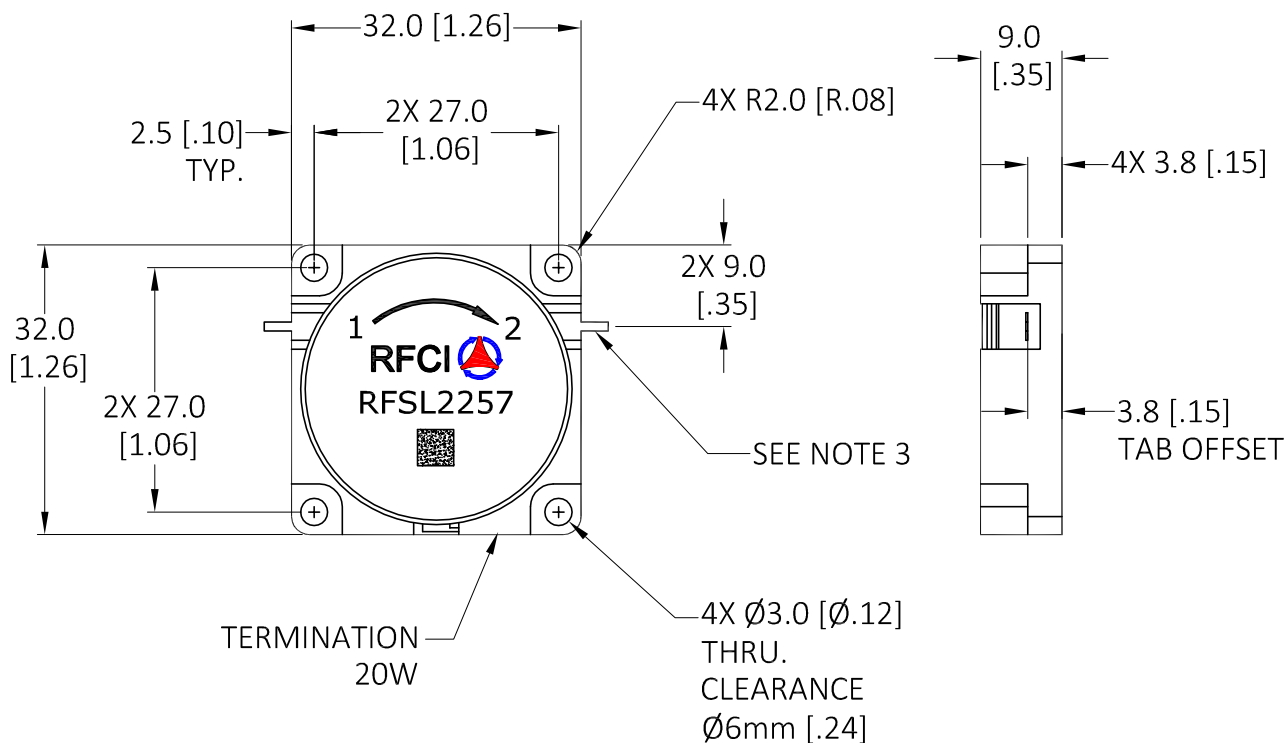 32.0 [1.26]
9.0
[.35]
4X R2.0 [R.08]
2X 27.0
[1.06]
2.5 [.10]
TYP.
4X 3.8 [.15]
2X 9.0
[.35]
1
2
RFCI
RFSL2257
32.0
[1.26]
2X 27.0
[1.06]
SEE NOTE 3
3.8 [.15]
TAB OFFSET
TERMINATION
20W
4X Ø3.0 [Ø.12]
THRU.
CLEARANCE
Ø6mm [.24]